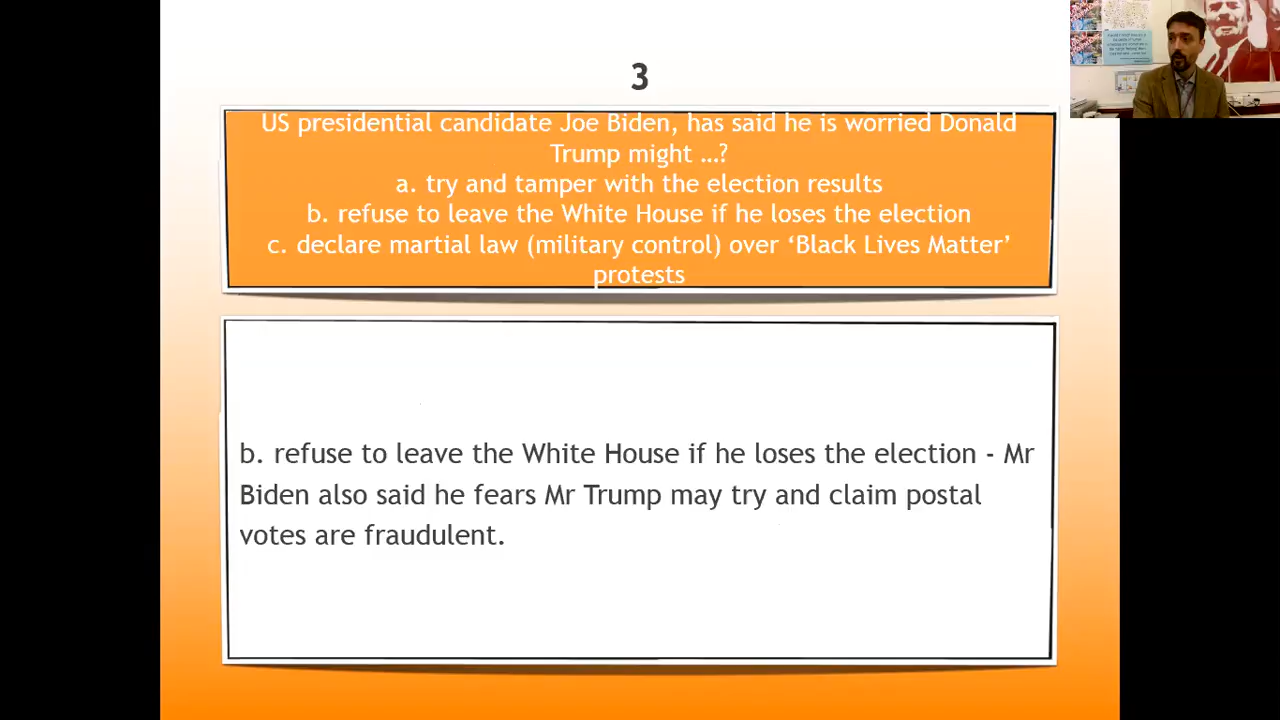 3
US presidential candidate Joe Biden, has said he is worried Donald
Trump might …?
a. try and tamper with the election results
b. refuse to leave the White House if he loses the election
c. declare martial law (military control) over ‘Black Lives Matter’
protests
b. refuse to leave the White House if he loses the election - Mr
Biden also said he fears Mr Trump may try and claim postal
votes are fraudulent.